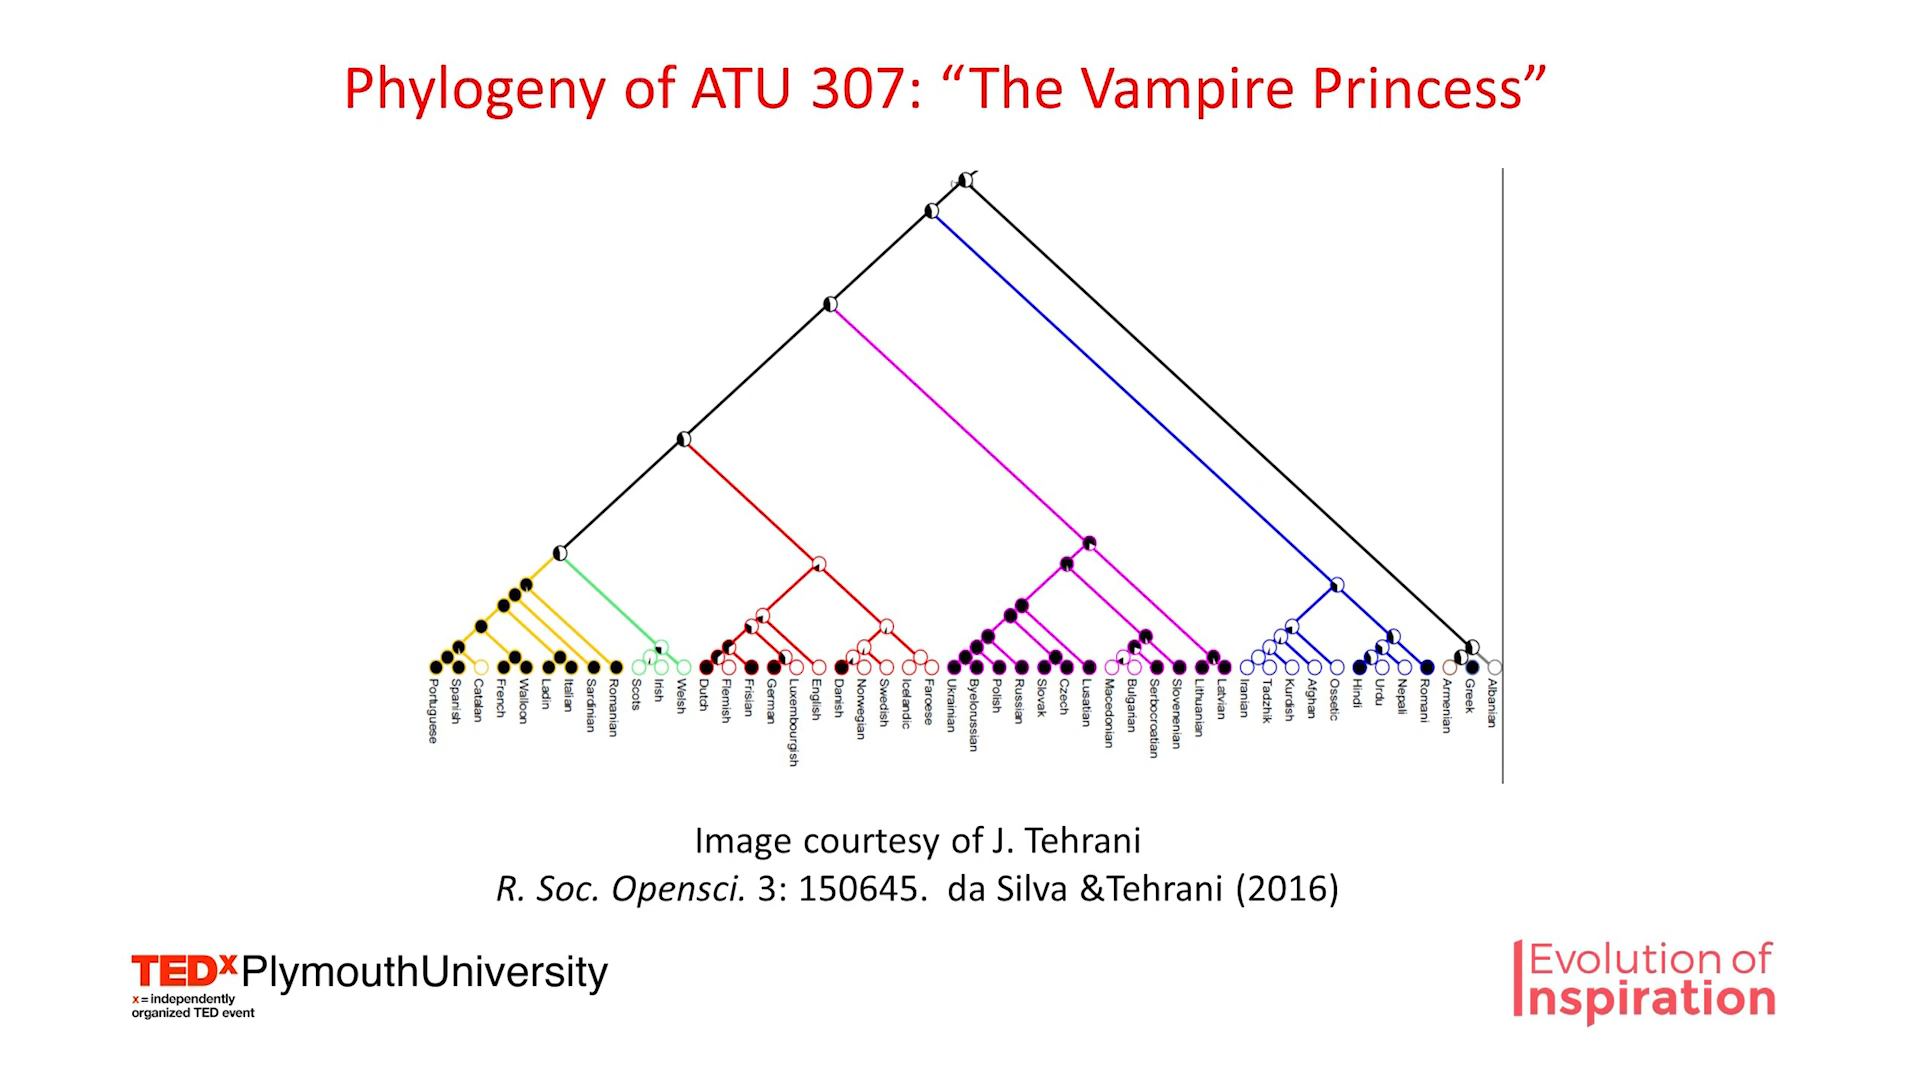 Phylogeny of ATU 307: “The Vampire Princess”
Portuguese
Spanish
Catalan
French
Walloon
Ladin
Italian
Sardinian
Romanian
Scots
Irish
Welsh
Dutch
Flemish
Frisian
German
Luxembourgish
English
Danish
Norwegian
Swedish
Icelandic
Faroese
Ukrainian
Byelorussian
Polish
Russian
Slovak
Czech
Lusatian
Macedonian
Bulgarian
Serbocroatian
Slovenenian
Lithuanian
Latvian
Iranian
Tadzhik
Kurdish
Afghan
Ossetic
Hindi
Urdu
Nepali
Romani
Armenian
Greek
Albanian
Image courtesy of J. Tehrani
R. Soc. Opensci. 3: 150645. da Silva &Tehrani (2016)
TEDxPlymouthUniversity
x = independently
organized TED event
Evolution of
Inspiration